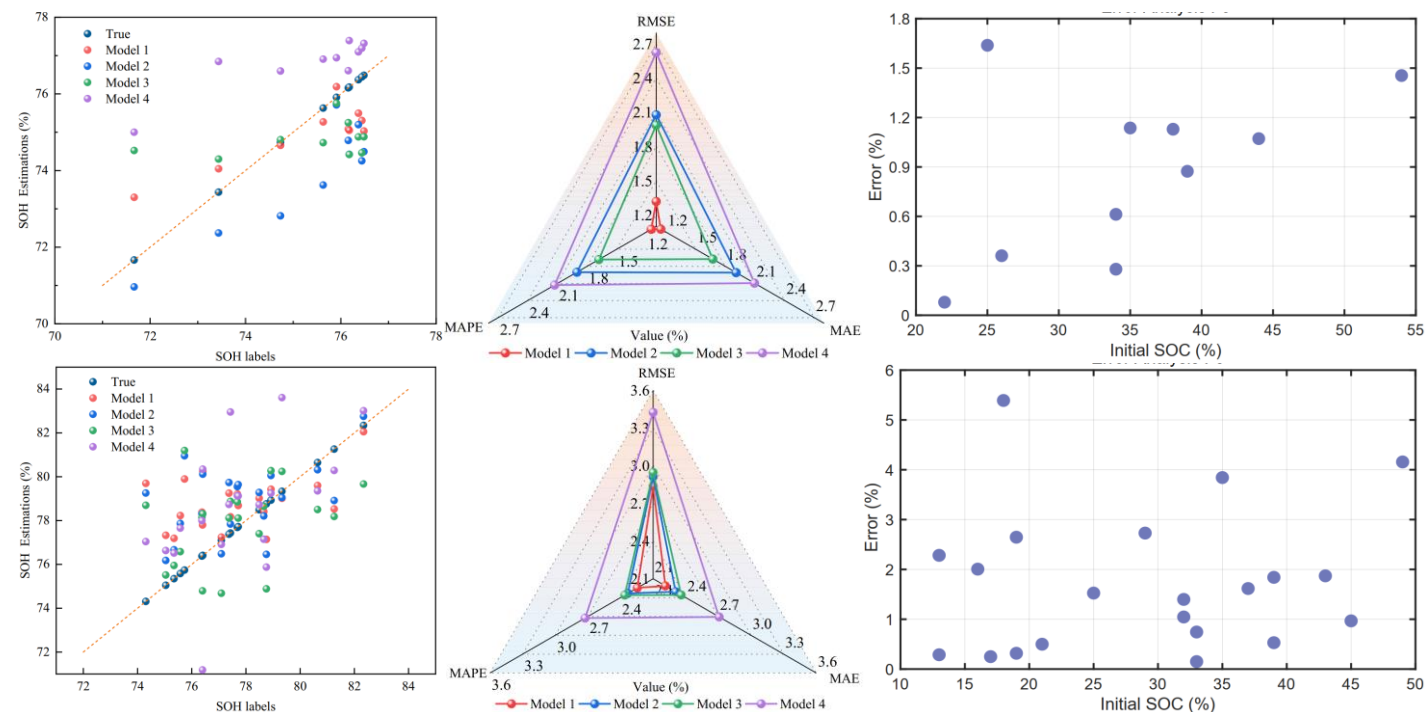 78
76
74
72
70
70
72
74
76
78
SOH Estimations (%)
SOH labels
True
Model 1
Model 2
Model 3
Model 4
RMSE
2.7
2.4
2.1
1.8
1.5
1.2
1.2
1.5
1.8
2.1
2.4
2.7
MAE
1.2
1.5
1.8
2.1
2.4
2.7
MAPE
Value (%)
Model 1 Model 2 Model 3 Model 4
1.8
1.5
1.2
0.9
0.6
0.3
0
20 25 30 35 40 45 50 55
Error (%)
Initial SOC (%)
84
82
80
78
76
74
72
72 74 76 78 80 82 84
SOH Estimations (%)
SOH labels
True
Model 1
Model 2
Model 3
Model 4
RMSE
3.6
3.3
3.0
2.7
2.4
2.1
2.4
2.7
3.0
3.3
3.6
MAE
2.4
2.7
3.0
3.3
3.6
MAPE
Value (%)
Model 1 Model 2 Model 3 Model 4
6
5
4
3
2
1
0
10 15 20 25 30 35 40 45 50
Error (%)
Initial SOC (%)